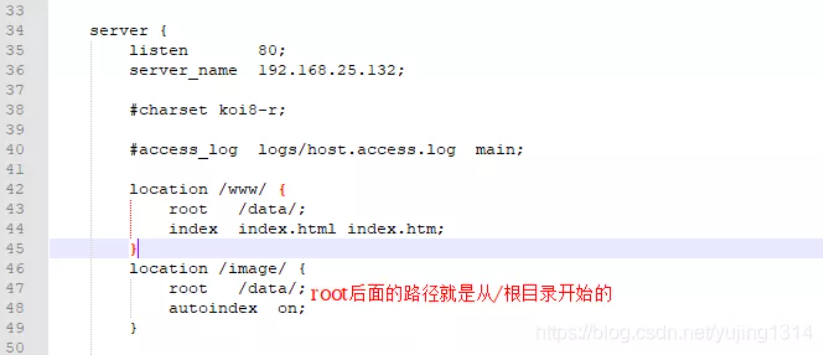 33
34 server {
35 listen 80;
36 server_name 192.168.25.132;
37
38 #charset koi8-r;
39
40 #access_log logs/host.access.log main;
41
42 location /www/ {
43 root /data/;
44 index index.html index.htm;
45 }
46 location /image/ {
47 root /data/; root后面的路径就是从/根目录开始的
48 autoindex on;
49 }
50
https://blog.csdn.net/yujing1314